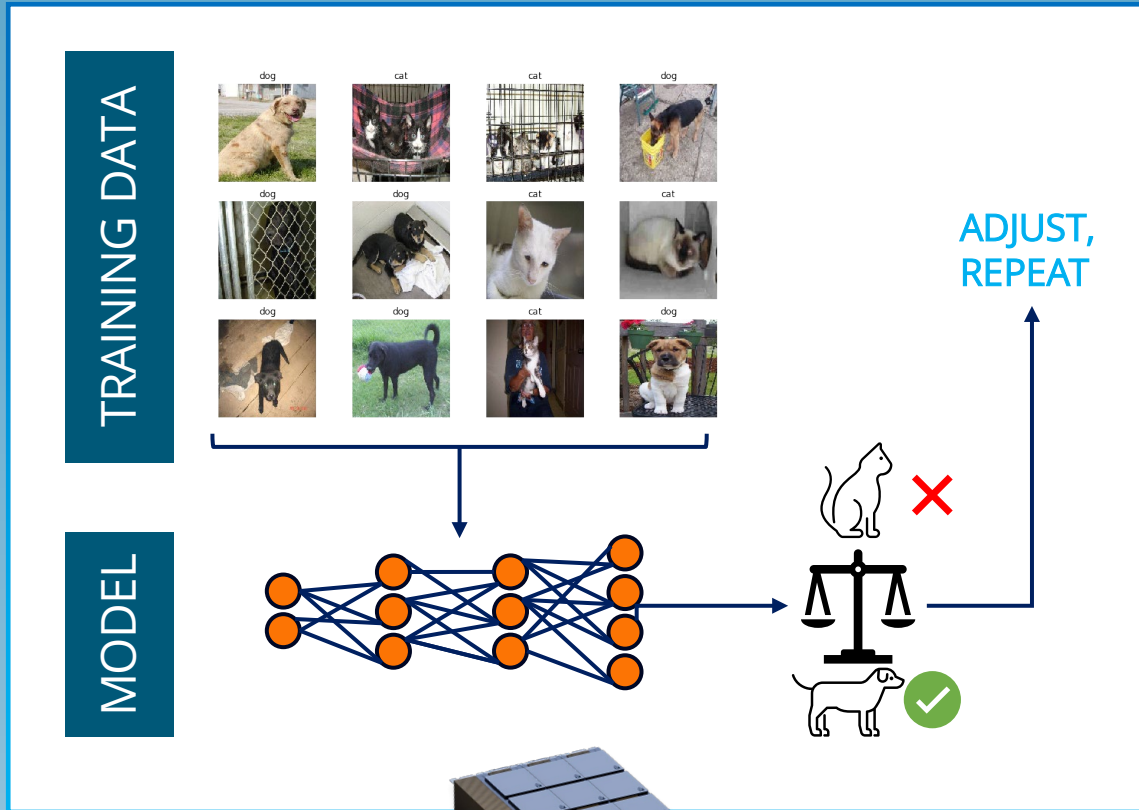 TRAINING DATA
dog cat cat dog
dog dog cat cat
dog dog cat dog
ADJUST,
REPEAT
MODEL